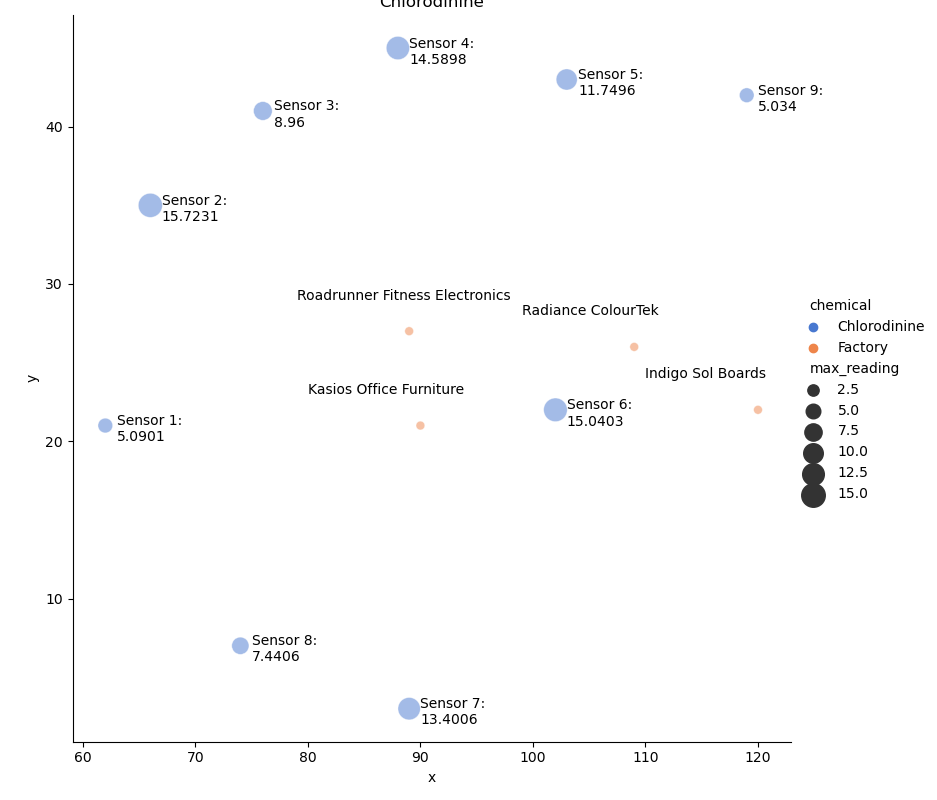 Chlorodinine
Sensor 4:
14.5898
Sensor 5:
11.7496
Sensor 9:
5.034
Sensor 3:
8.96
40
Sensor 2:
15.7231
30
Roadrunner Fitness Electronics
Radiance ColourTek
Indigo Sol Boards
Kasios Office Furniture
Sensor 6:
15.0403
Sensor 1:
5.0901
20
y
10
Sensor 8:
7.4406
Sensor 7:
13.4006
60 70 80 90 100 110 120
x
chemical
Chlorodinine
Factory
max_reading
2.5
5.0
7.5
10.0
12.5
15.0